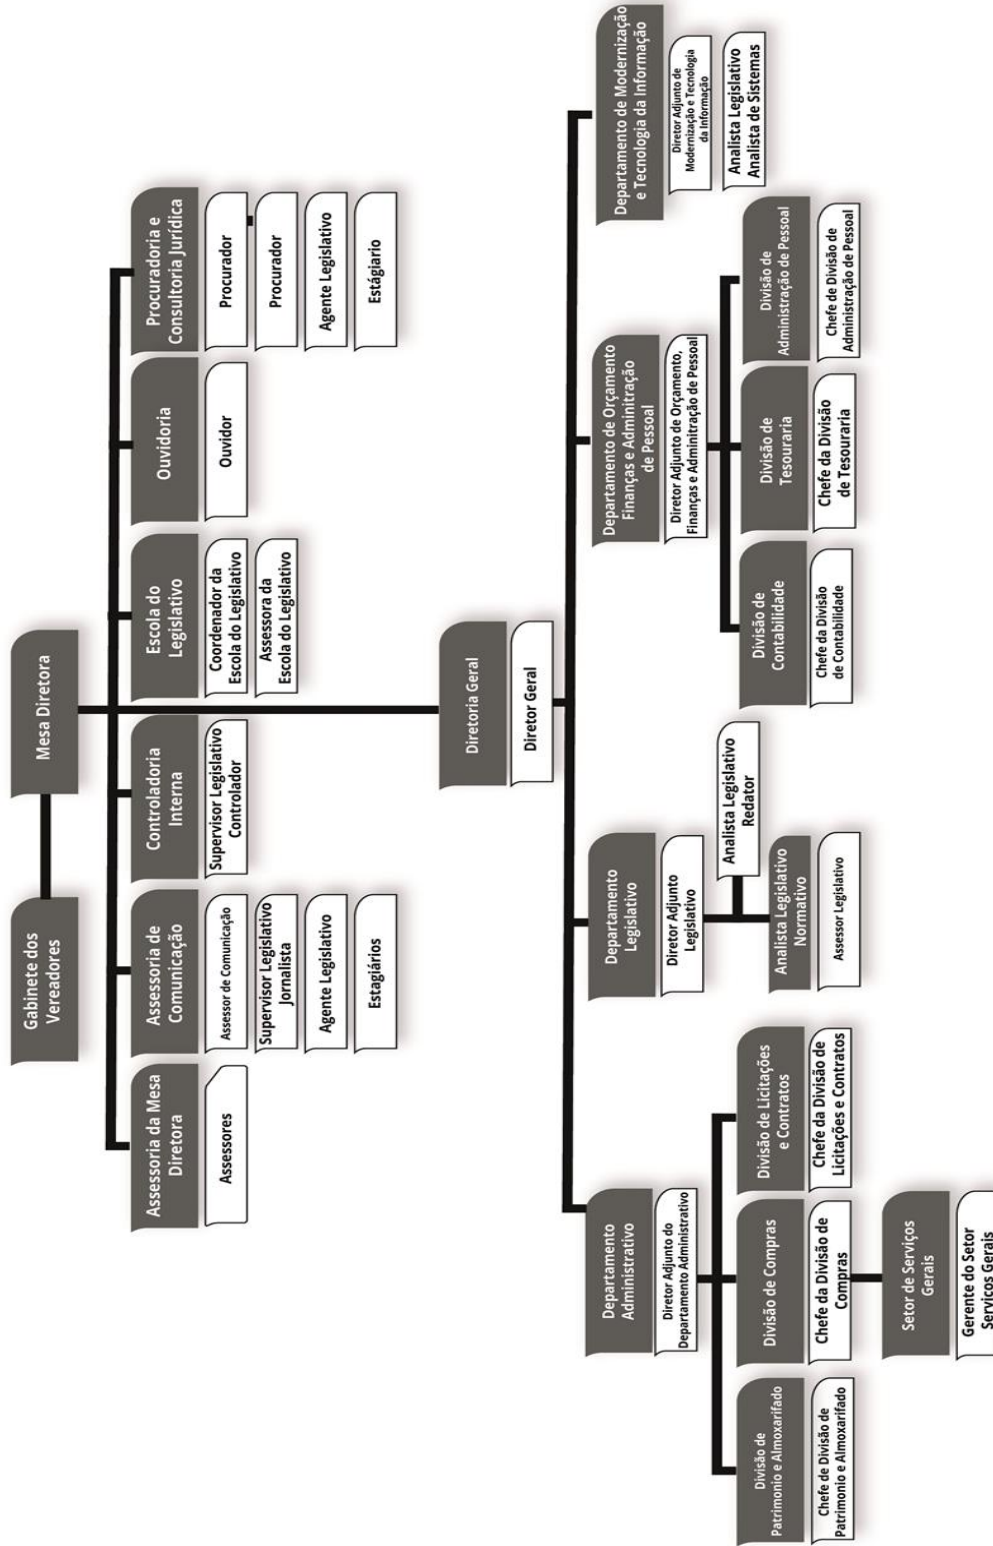 Gabinete dos
Vereadores
Mesa Diretora
Assessoria da Mesa
Diretora
Assessores
Assessoria de
Comunicação
Assessor de Comunicação
Supervisor Legislativo
Jornalista
Agente Legislativo
Estagiários
Controladoria
Interna
Supervisor Legislativo
Controlador
Escola do
Legislativo
Coordenador da
Escola do Legislativo
Assessora da
Escola do Legislativo
Ouvidoria
Ouvidor
Procuradoria e
Consultoria Jurídica
Procurador
Procurador
Agente Legislativo
Estágiario
Diretoria Geral
Diretor Geral
Departamento
Administrativo
Diretor Adjunto do
Departamento Administrativo
Divisão de
Patrimonio e Almoxarifado
Chefe de Divisão de
Patrimonio e Almoxarifado
Divisão de Compras
Chefe da Divisão de
Compras
Setor de Serviços
Gerais
Gerente do Setor
Serviços Gerais
Divisão de Licitações
e Contratos
Chefe da Divisão de
Licitações e Contratos
Departamento
Legislativo
Diretor Adjunto
Legislativo
Analista Legislativo
Redator
Analista Legislativo
Normativo
Assessor Legislativo
Departamento de Orçamento
Finanças e Adminitração
de Pessoal
Diretor Adjunto de Orçamento,
Finanças e Adminitração de Pessoal
Divisão de
Contabilidade
Chefe da Divisão
de Contabilidade
Divisão de
Tesouraria
Chefe da Divisão
de Tesouraria
Divisão de
Administração de Pessoal
Chefe de Divisão de
Administração de Pessoal
Departamento de Modernização
e Tecnologia da Informação
Diretor Adjunto de
Modernização e Tecnologia
da Informação
Analista Legislativo
Analista de Sistemas